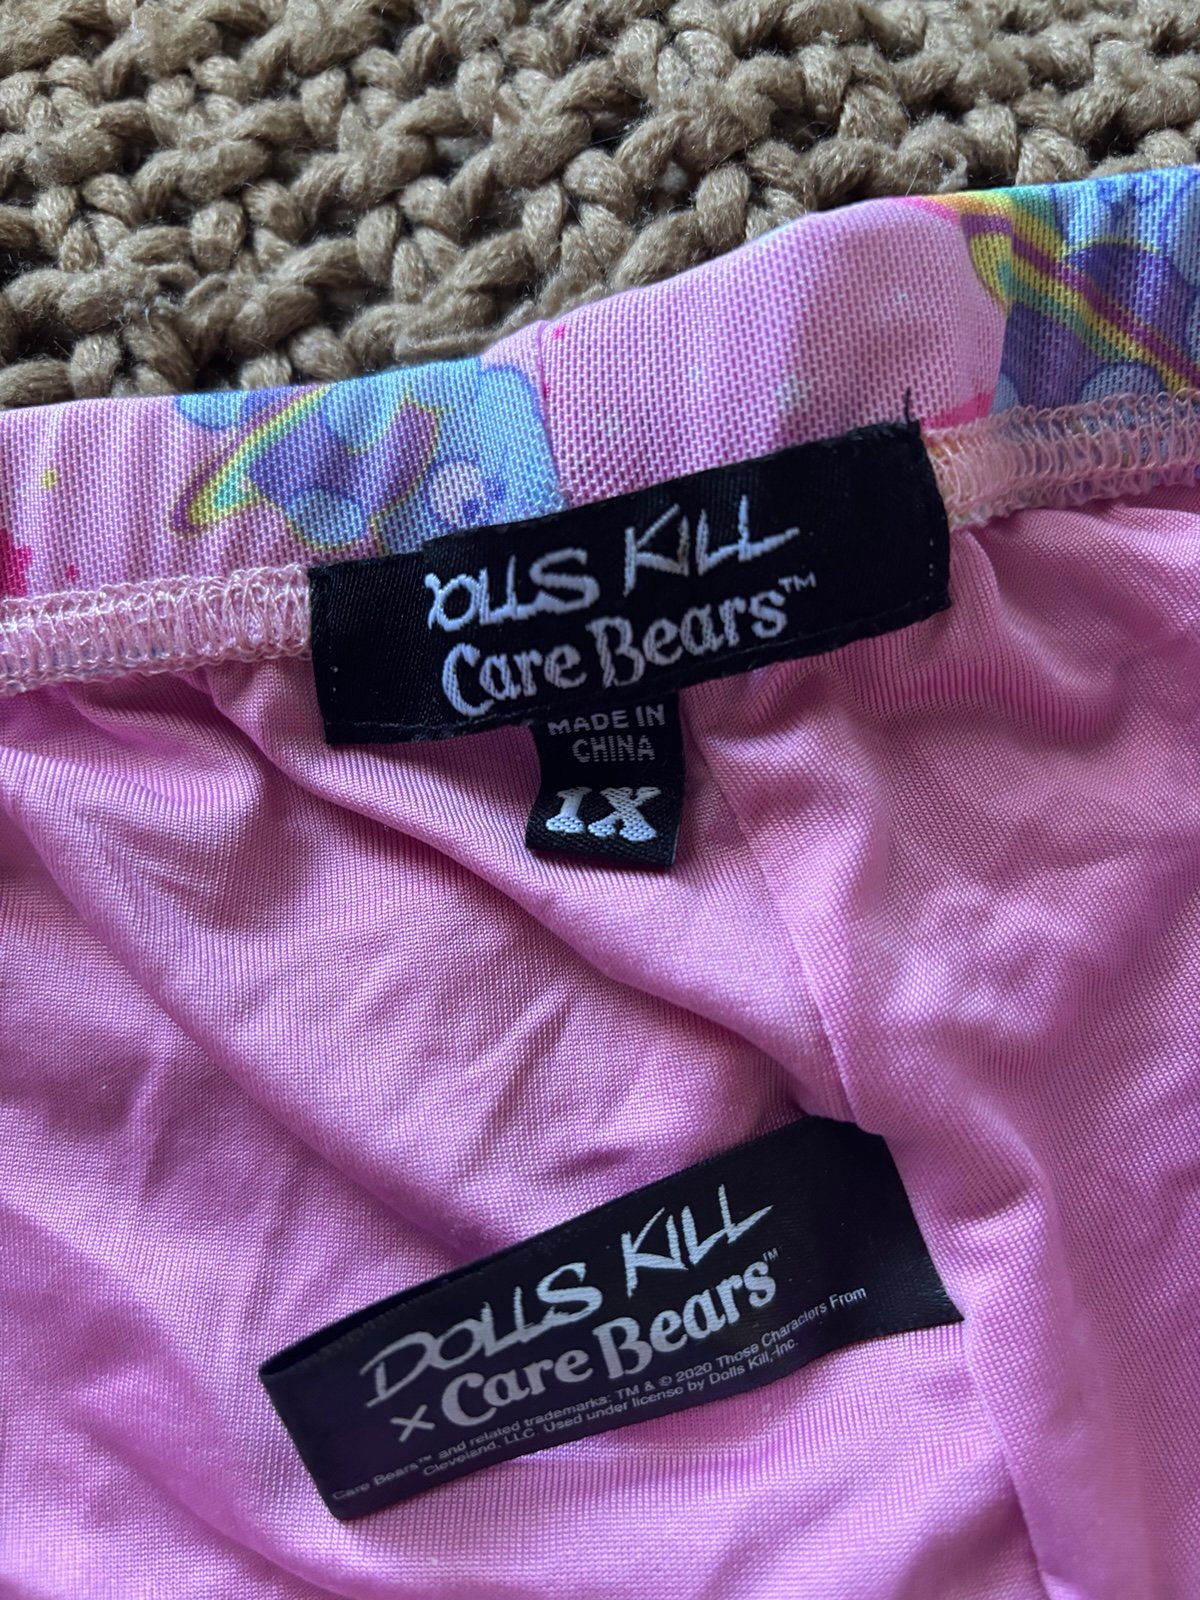 DOLLS KILL
Care Bears™
MADE IN
CHINA
1X
DOLLS KILL
× Care Bears™
Care Bears™ and related trademarks: TM & © 2020 Those Characters From
Cleveland, LLC Used under license by Dolls Kill, Inc.